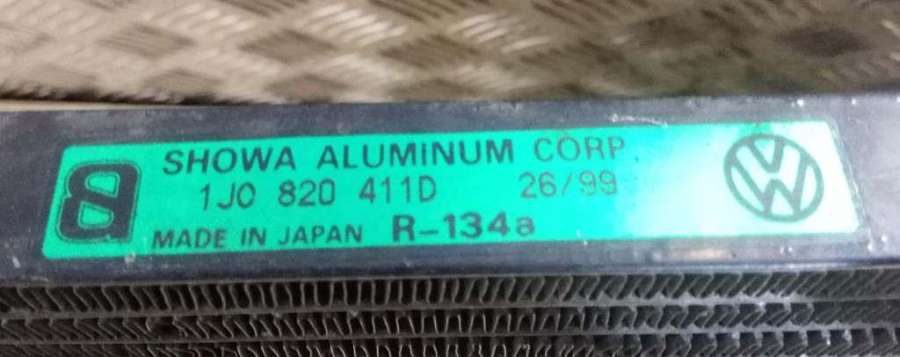 SHOWA ALUMINUM CORP
1J0 820 411D 26/99
MADE IN JAPAN R-134a